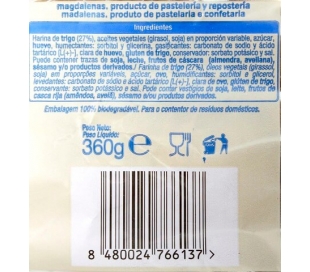 magdalenas. producto de pastelería y repostería
madalenas. produto de pastelaria e confetaria
Ingredientes
Harina de trigo (27%), aceites vegetales (girasol, soja) en proporción variable, azúcar,
huevo, humectantes: sorbitol y glicerina, gasificantes: carbonato de sodio y ácido
tartárico [L(+)-], clara de huevo, gluten de trigo, conservador: sorbato potásico y sal.
Puede contener trazas de soja, lecho, frutos de cáscara (almendra, avellana),
sésamo y/o productos derivados./ Farinha de trigo (27%), óleos vegetais (girassol,
soja) em proporções variáveis, açúcar, ovo, humidificantes: sorbitol e glicerol,
levedantes: carbonato de sodio e ácido tartárico [L(+)-], clara de ovo, glúten de trigo,
conservante: sorbato potássico e sal. Pode conter vestígios de soja, leite, frutos de
casca rija (amêndoa, avelã), sésamo e/ou produtos derivados.
Embalagem 100% biodegradável. Para o contentor de resíduos domésticos.
Peso Neto:
Peso Líquido:
360g e
8 480024 766137 >